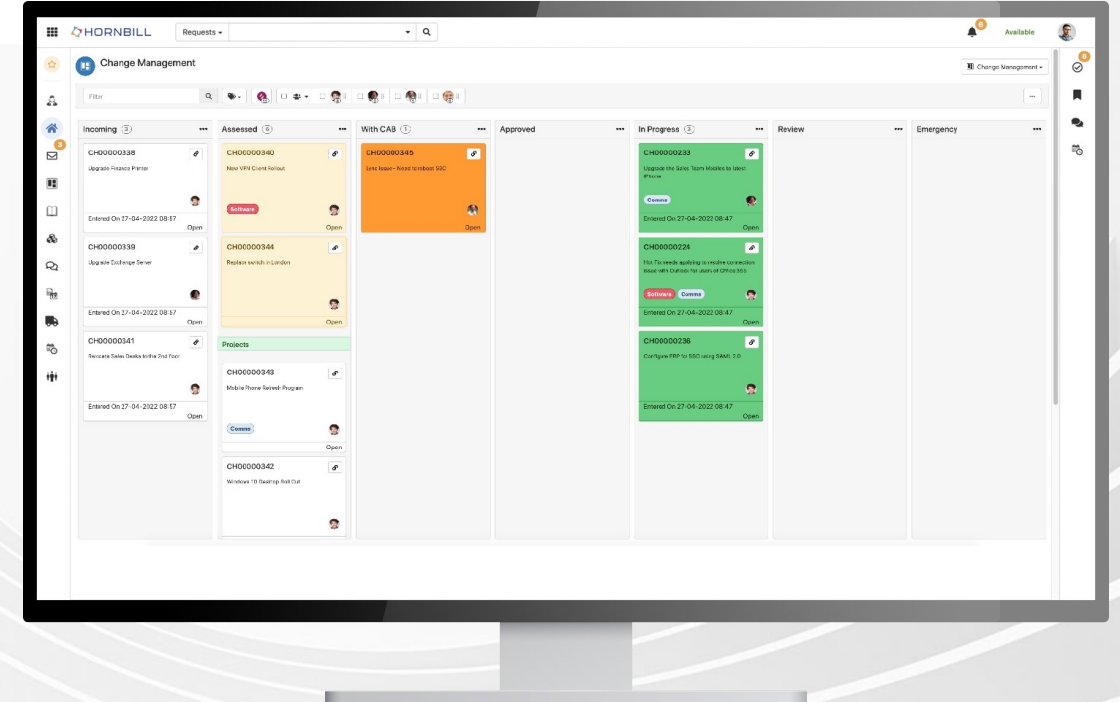 HORNBILL
Requests
6
Available
Change Management
Change Management
6
Filter
3
Incoming 3
CH00000338
Upgrade Finance Printer
Entered On 27-04-2022 08:57
Open
CH00000339
Upgrade Exchange Server
Entered On 27-04-2022 08:57
Open
CH00000341
Relocate Sales Desks to the 2nd floor
Entered On 27-04-2022 08:57
Open
Assessed
CH00000340
New VPN Client Rollout
Software
Open
CH00000344
Replace switch in London
Open
Projects
CH00000343
Mobile Phone Refresh Program
Comms
Open
CH00000342
Windows 10 Desktop Roll Out
With CAB 1
CH00000345
Lync Issue - Need to reboot SBC
Open
Approved
In Progress 3
CH00000233
Upgrade the Sales Team Mobiles to latest
iPhone
Comms
Entered On 27-04-2022 08:47
Open
CH00000224
Hot Fix needs applying to resolve connection
issue with Outlook for users of Office 365
Software Comms
Entered On 27-04-2022 08:47
Open
CH00000236
Configure ERP for SSO using SAML 2.0
Entered On 27-04-2022 08:47
Open
Review
Emergency